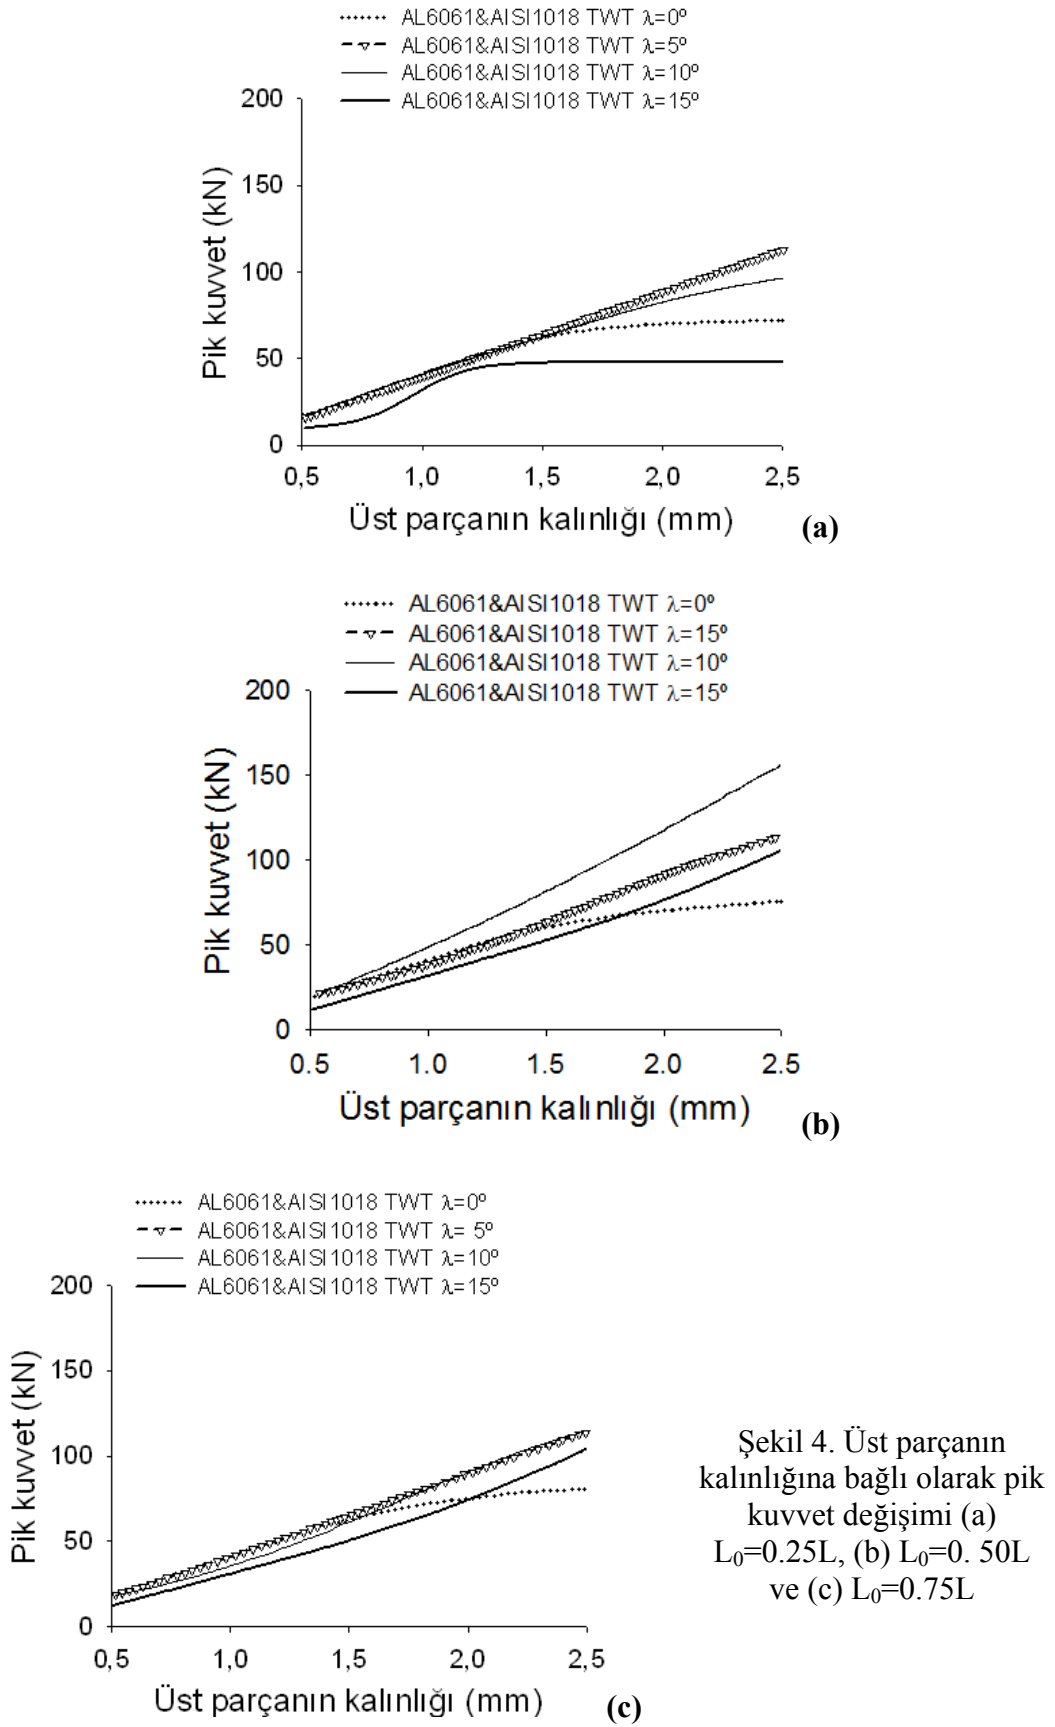 AL6061&AISI1018 TWT λ=0º
AL6061&AISI1018 TWT λ=5º
AL6061&AISI1018 TWT λ=10º
AL6061&AISI1018 TWT λ=15º
200
150
100
50
0
Pik kuvvet (kN)
0,5 1,0 1,5 2,0 2,5
Üst parçanın kalınlığı (mm)
(a)
AL6061&AISI1018 TWT λ=0º
AL6061&AISI1018 TWT λ=15º
AL6061&AISI1018 TWT λ=10º
AL6061&AISI1018 TWT λ=15º
200
150
100
50
0
Pik kuvvet (kN)
0.5 1.0 1.5 2.0 2.5
Üst parçanın kalınlığı (mm)
(b)
AL6061&AISI1018 TWT λ=0º
AL6061&AISI1018 TWT λ= 5º
AL6061&AISI1018 TWT λ=10º
AL6061&AISI1018 TWT λ=15º
200
150
100
50
0
Pik kuvvet (kN)
0,5 1,0 1,5 2,0 2,5
Üst parçanın kalınlığı (mm)
(c)
Şekil 4. Üst parçanın
kalınlığına bağlı olarak pik
kuvvet değişimi (a)
L₀=0.25L, (b) L₀=0. 50L
ve (c) L₀=0.75L